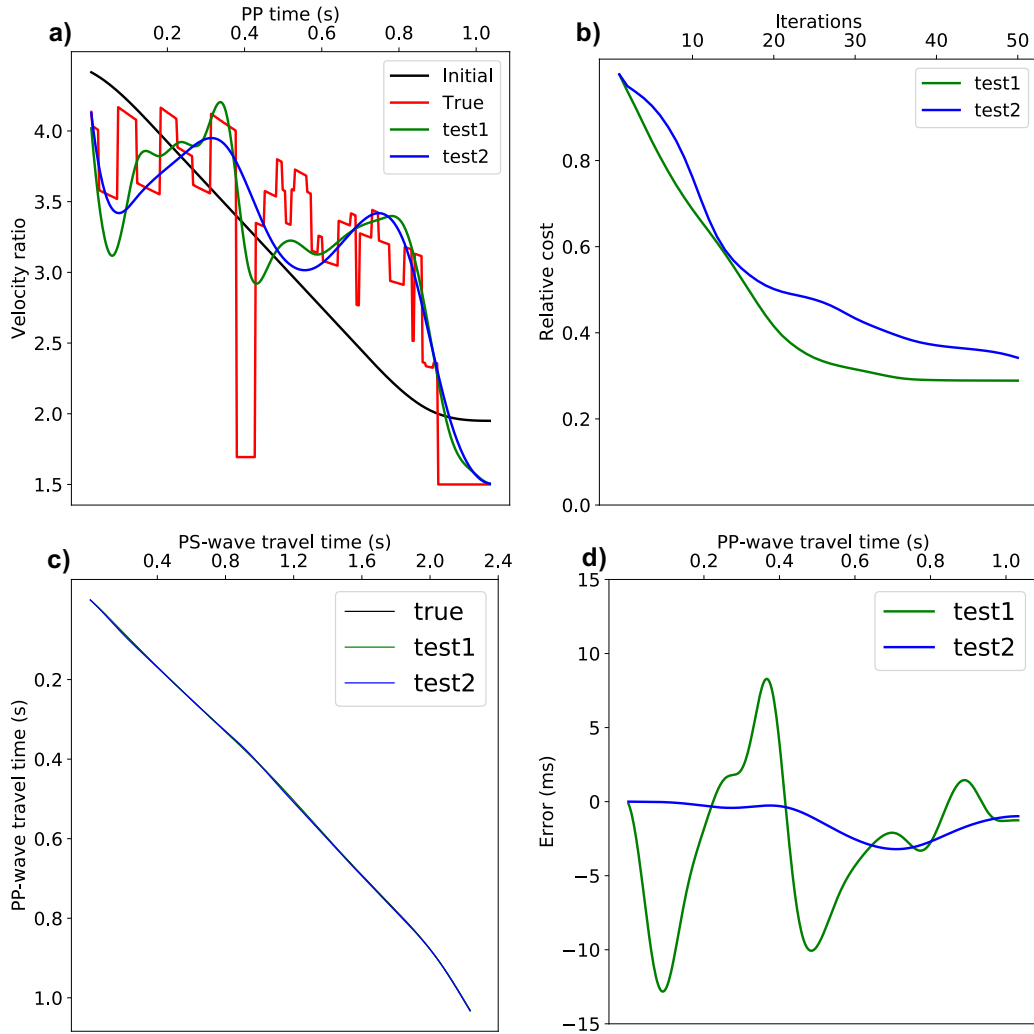 a)
PP time (s)
0.2 0.4 0.6 0.8 1.0
Velocity ratio
4.0
3.5
3.0
2.5
2.0
1.5
Initial
True
test1
test2
b)
Iterations
10 20 30 40 50
Relative cost
0.8
0.6
0.4
0.2
0.0
test1
test2
c)
PS-wave travel time (s)
0.4 0.8 1.2 1.6 2.0 2.4
PP-wave travel time (s)
0.2
0.4
0.6
0.8
1.0
true
test1
test2
d)
PP-wave travel time (s)
0.2 0.4 0.6 0.8 1.0
Error (ms)
15
10
5
0
−5
−10
−15
test1
test2